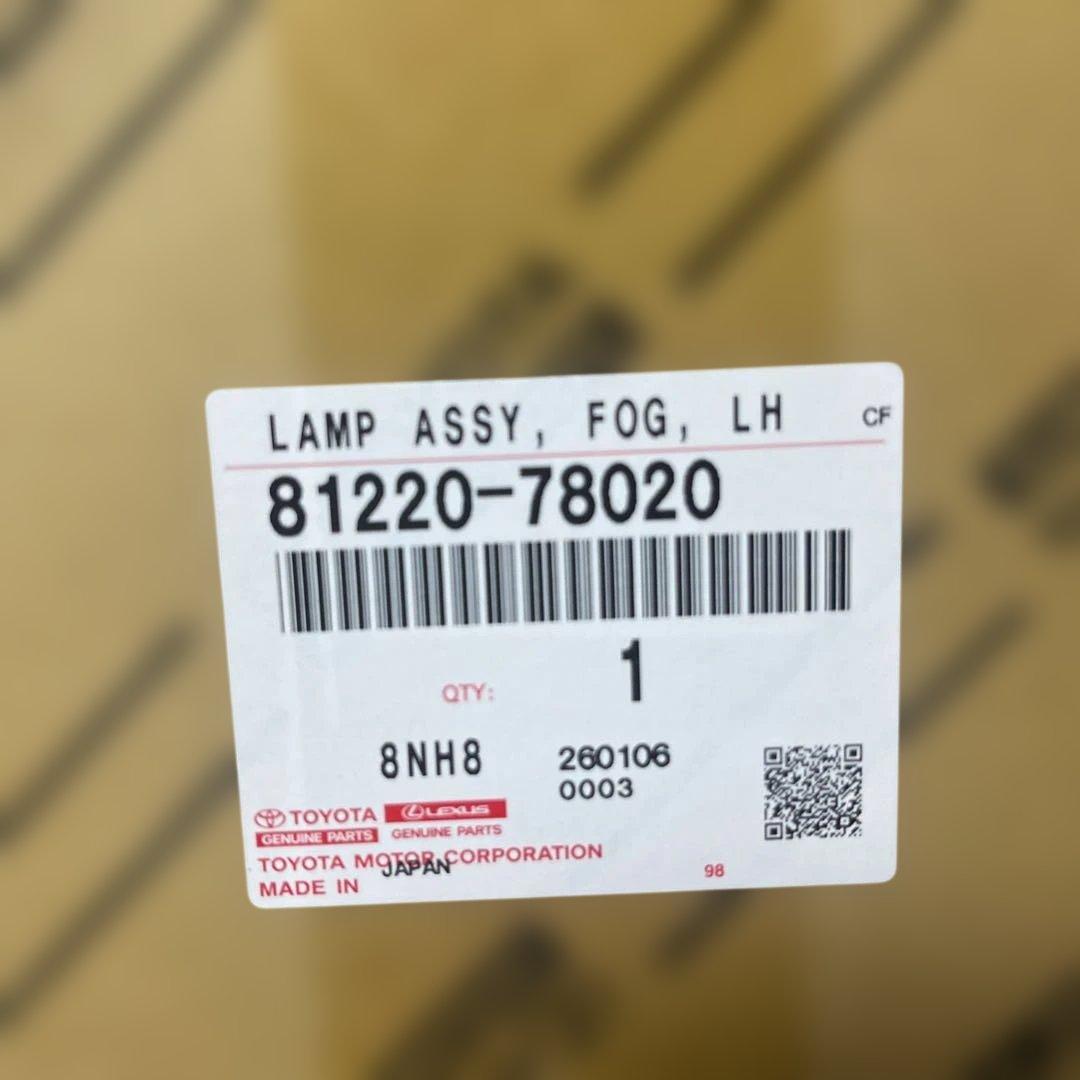 LAMP ASSY, FOG, LH CF
81220-78020
QTY: 1
8NH8 260106
0003
TOYOTA LEXUS
GENUINE PARTS GENUINE PARTS
TOYOTA MOTOR CORPORATION
MADE IN JAPAN 98